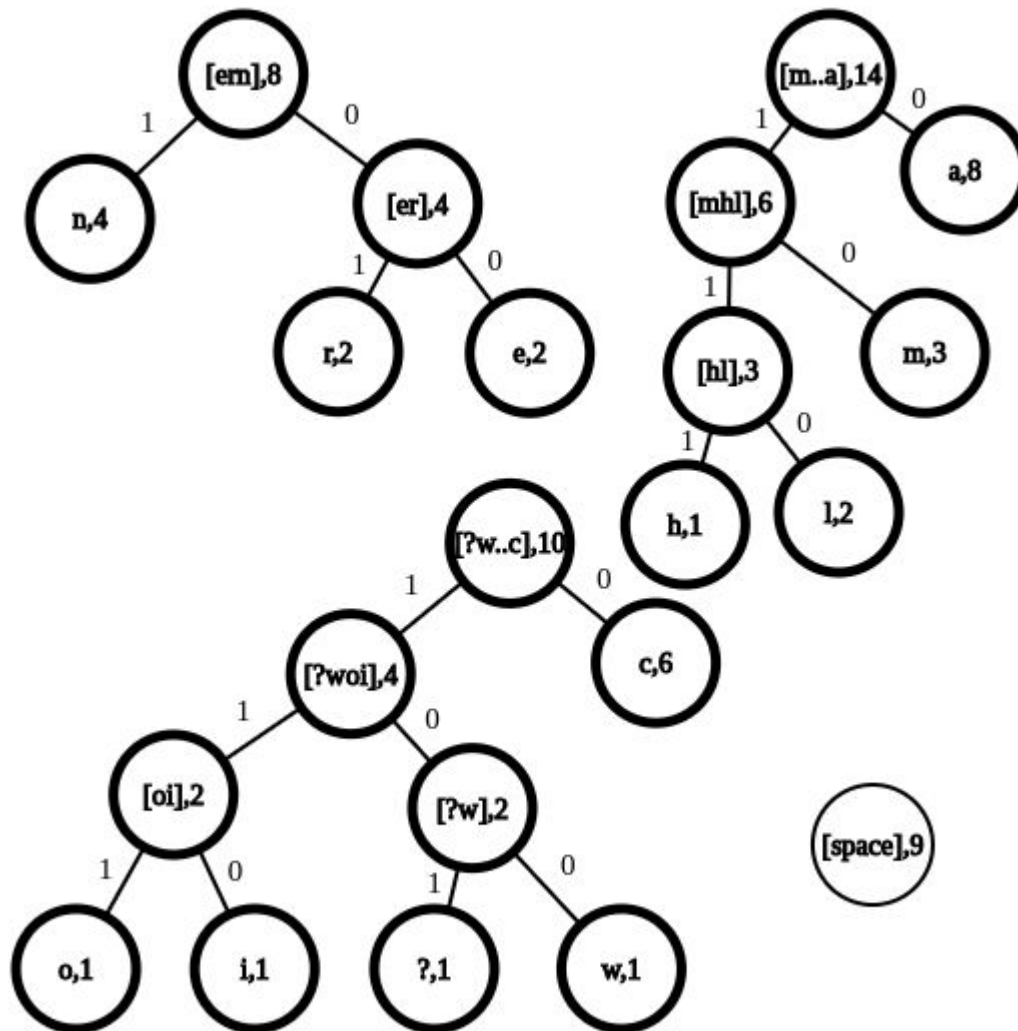 [ern],8
[m..a],14
1
0
1
0
n,4
[er],4
[mhl],6
a,8
1
0
1
0
r,2
e,2
[hl],3
m,3
1
0
h,1
l,2
[?w..c],10
1
0
[?woi],4
c,6
1
0
[oi],2
[?w],2
[space],9
1
0
1
0
o,1
i,1
?,1
w,1